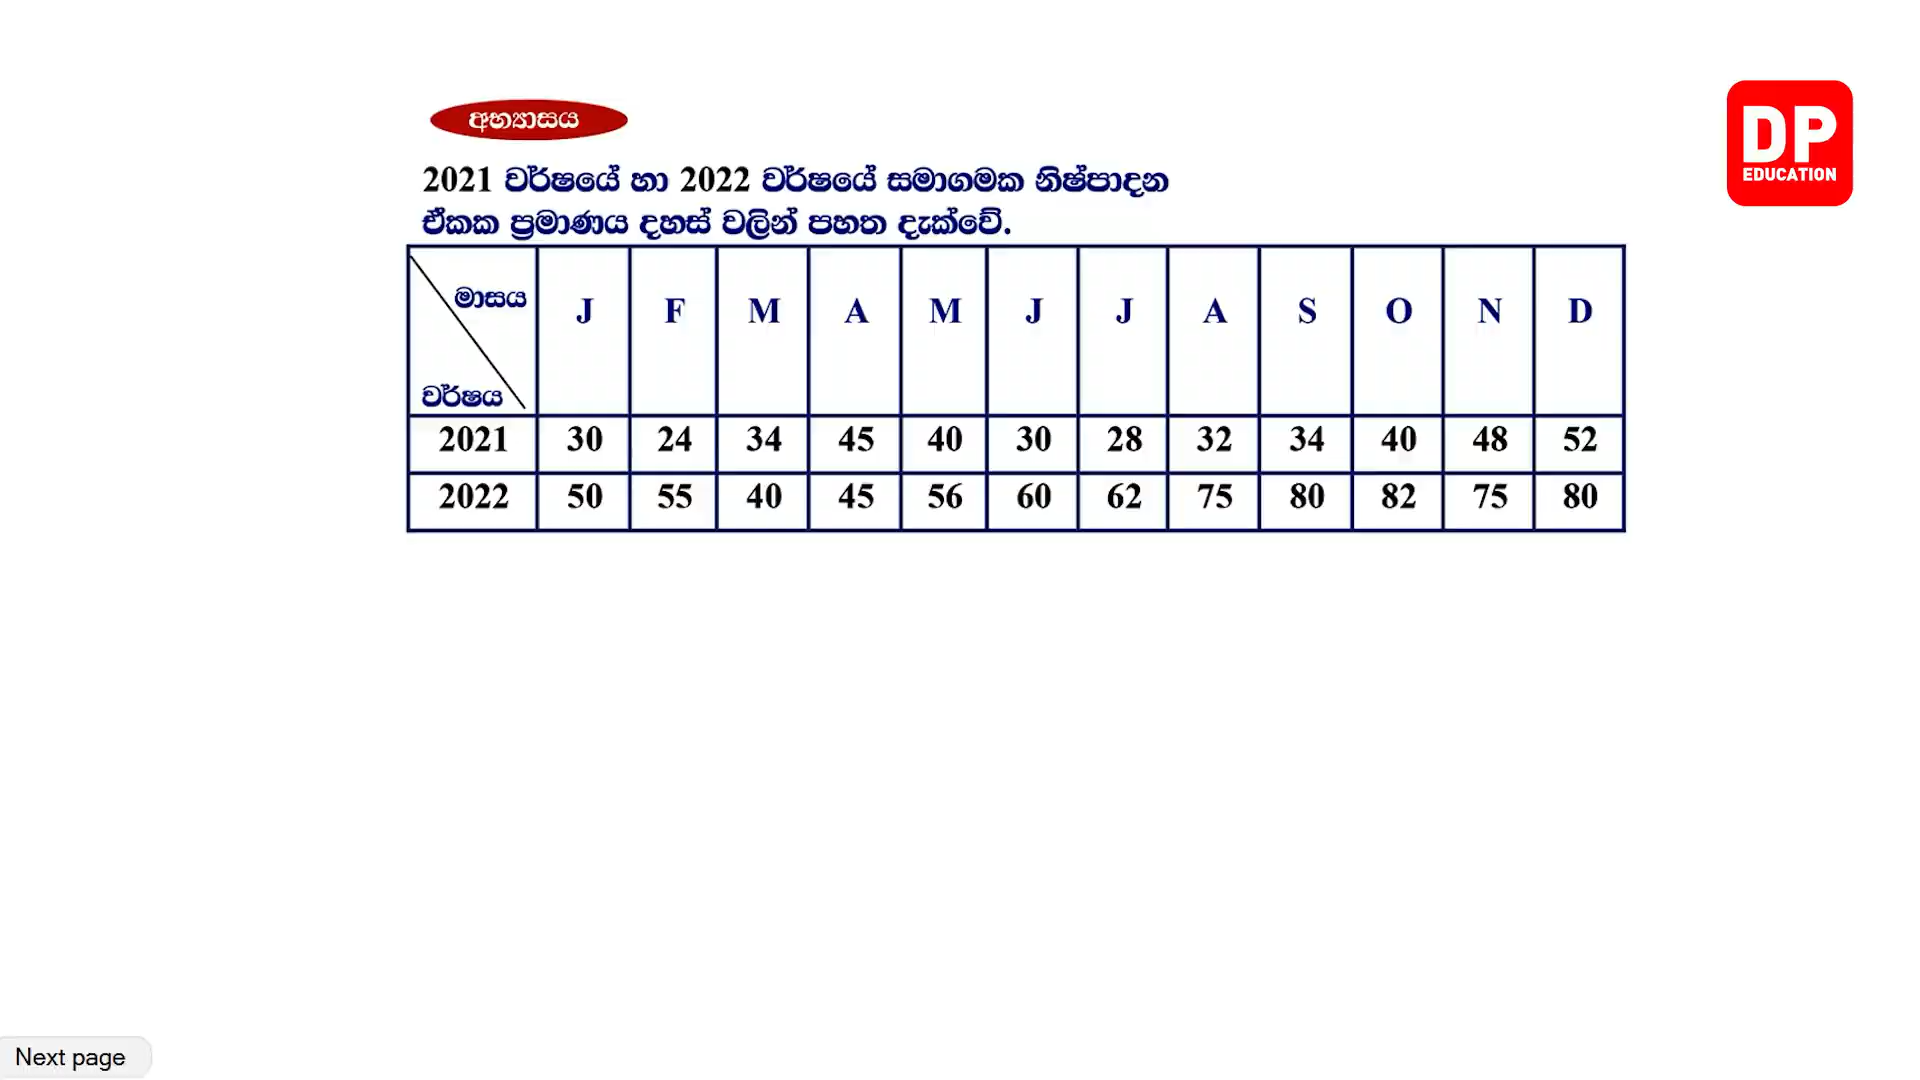 අභ්‍යාසය
DP
EDUCATION
2021 වර්ෂයේ හා 2022 වර්ෂයේ සමාගමක නිෂ්පාදන
ඒකක ප්‍රමාණය දහස් වලින් පහත දැක්වේ.
මාසය J F M A M J J A S O N D
වර්ෂය
2021 30 24 34 45 40 30 28 32 34 40 48 52
2022 50 55 40 45 56 60 62 75 80 82 75 80
Next page